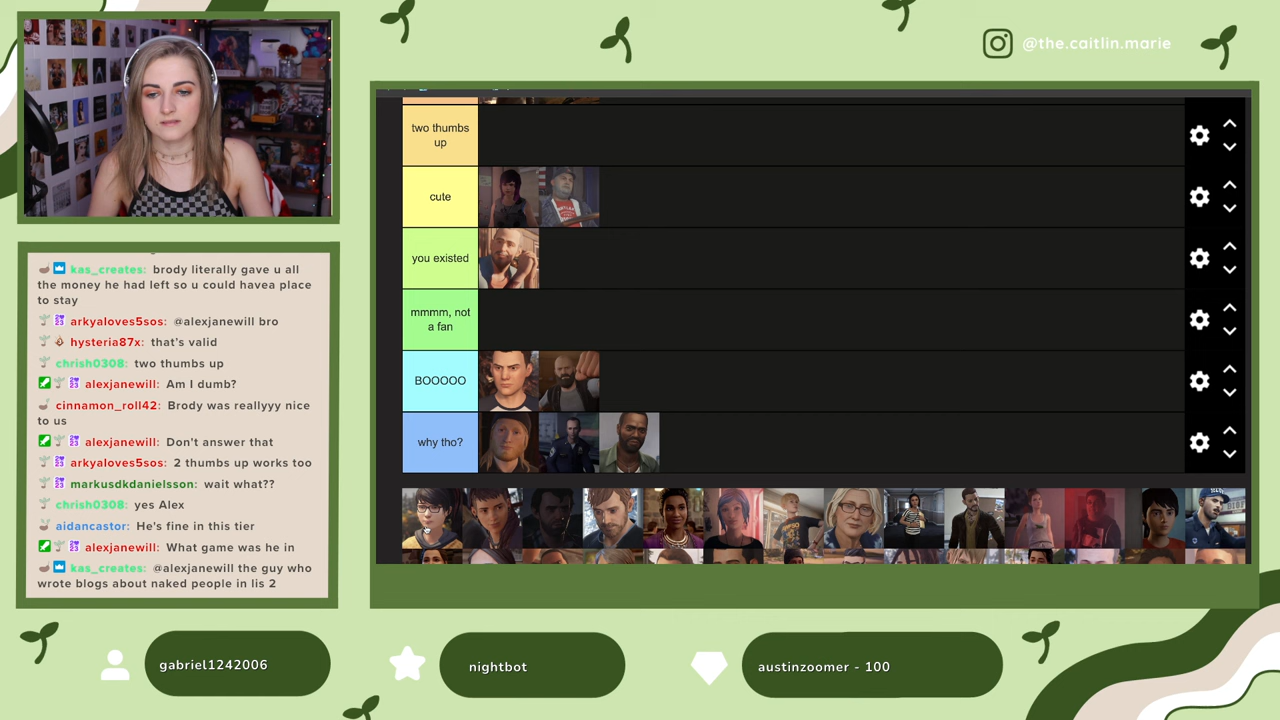 @the.caitlin.marie
kas_creates: brody literally gave u all
the money he had left so u could havea place
to stay
arkyaloves5sos: @alexjanewill bro
hysteria87x: that's valid
chrish0308: two thumbs up
alexjanewill: Am I dumb?
cinnamon_roll42: Brody was reallyyy nice
to us
alexjanewill: Don't answer that
arkyaloves5sos: 2 thumbs up works too
markusdkdanielsson: wait what??
chrish0308: yes Alex
aidancastor: He's fine in this tier
alexjanewill: What game was he in
kas_creates: @alexjanewill the guy who
wrote blogs about naked people in lis 2
two thumbs
up
cute
you existed
mmmm, not
a fan
BOOOOO
why tho?
gabriel1242006
nightbot
austinzoomer - 100